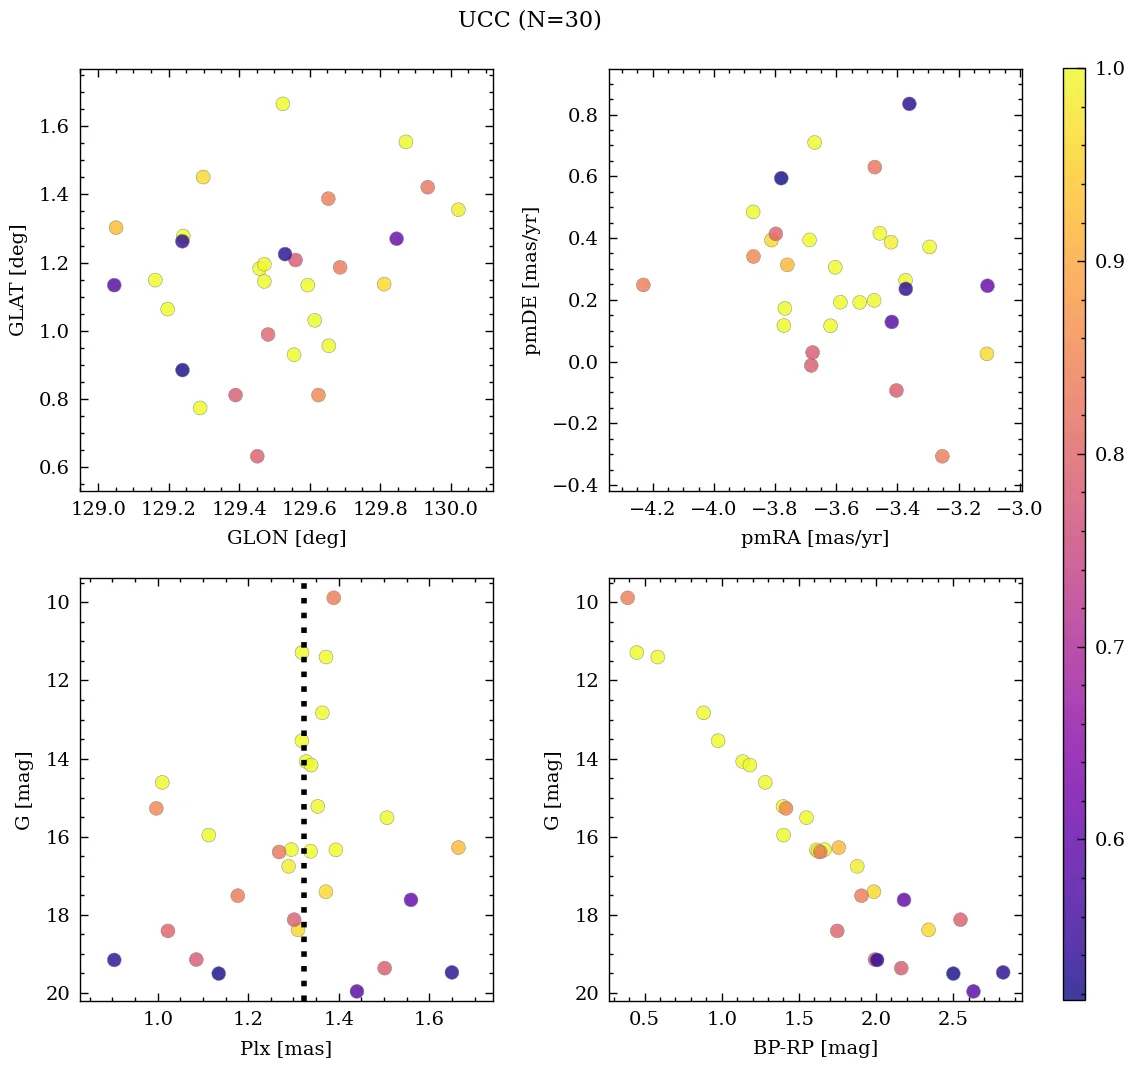 UCC (N=30)
1.6
1.4
1.2
1.0
0.8
0.6
GLAT [deg]
129.0 129.2 129.4 129.6 129.8 130.0
GLON [deg]
0.8
0.6
0.4
0.2
0.0
−0.2
−0.4
pmDE [mas/yr]
−4.2 −4.0 −3.8 −3.6 −3.4 −3.2 −3.0
pmRA [mas/yr]
10
12
14
16
18
20
G [mag]
1.0 1.2 1.4 1.6
Plx [mas]
10
12
14
16
18
20
G [mag]
0.5 1.0 1.5 2.0 2.5
BP-RP [mag]
1.0
0.9
0.8
0.7
0.6